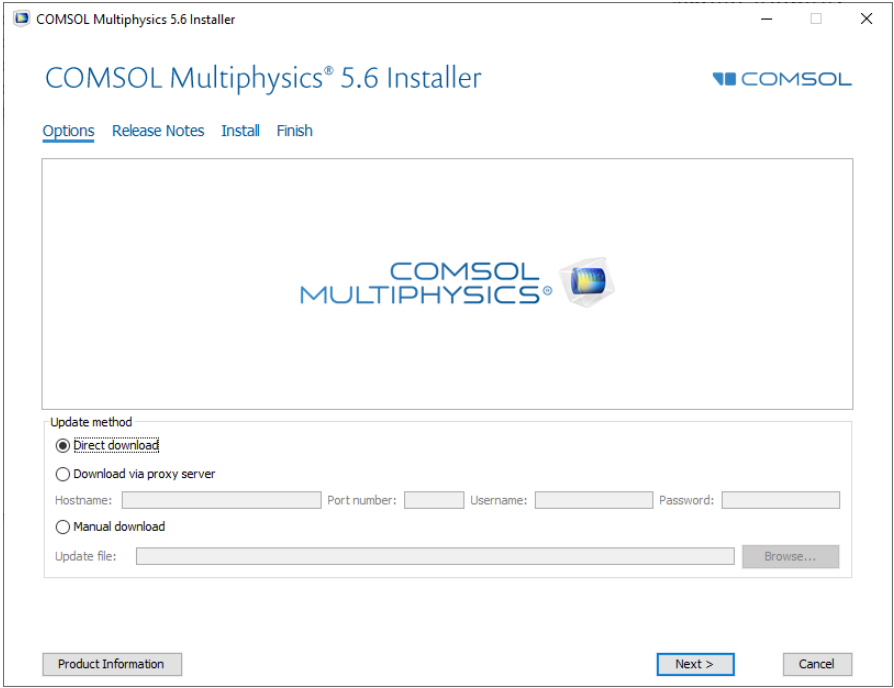 COMSOL Multiphysics 5.6 Installer
COMSOL Multiphysics® 5.6 Installer
COMSOL
Options Release Notes Install Finish
COMSOL
MULTIPHYSICS®
Update method
Direct download
Download via proxy server
Hostname: Port number: Username: Password:
Manual download
Update file: Browse...
Product Information Next > Cancel